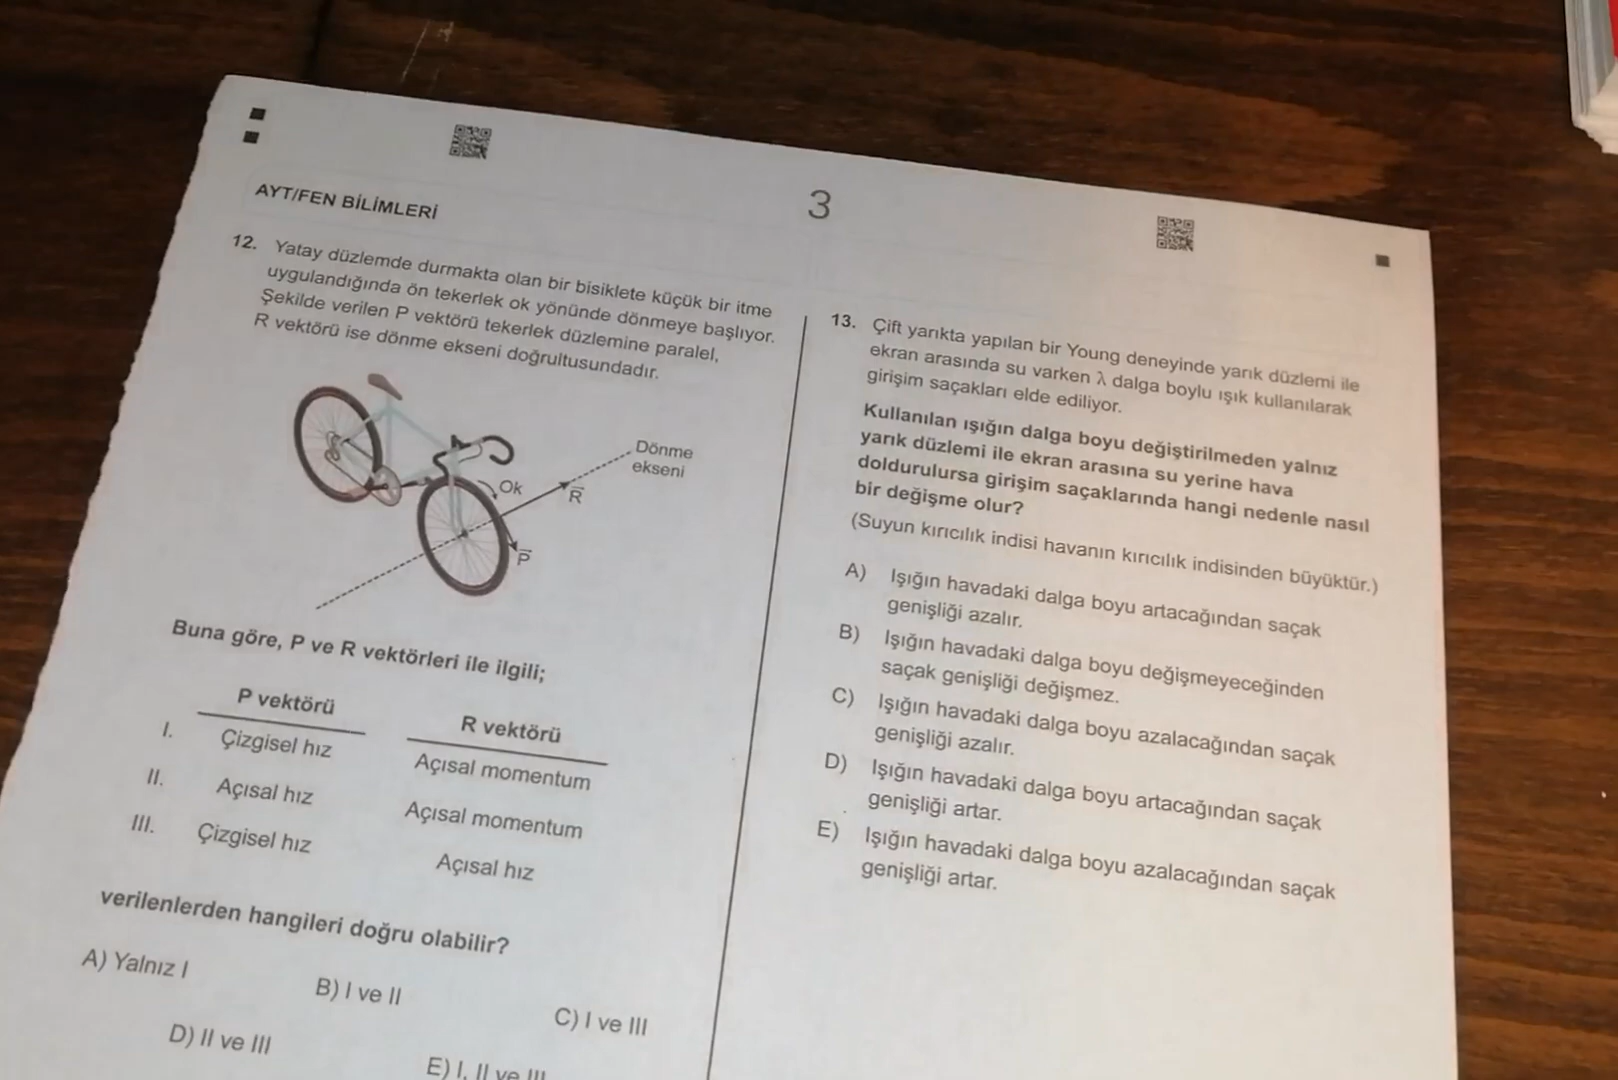 3
AYT/FEN BİLİMLERİ
12. Yatay düzlemde durmakta olan bir bisiklete küçük bir itme
uygulandığında ön tekerlek ok yönünde dönmeye başlıyor.
Şekilde verilen P vektörü tekerlek düzlemine paralel,
R vektörü ise dönme ekseni doğrultusundadır.
Dönme
ekseni
Ok
R
P
Buna göre, P ve R vektörleri ile ilgili;
P vektörü R vektörü
I. Çizgisel hız Açısal momentum
II. Açısal hız Açısal momentum
III. Çizgisel hız Açısal hız
verilenlerden hangileri doğru olabilir?
A) Yalnız I B) I ve II C) I ve III
D) II ve III E) I, II ve III
13. Çift yarıkta yapılan bir Young deneyinde yarık düzlemi ile
ekran arasında su varken λ dalga boylu ışık kullanılarak
girişim saçakları elde ediliyor.
Kullanılan ışığın dalga boyu değiştirilmeden yalnız
yarık düzlemi ile ekran arasına su yerine hava
doldurulursa girişim saçaklarında hangi nedenle nasıl
bir değişme olur?
(Suyun kırıcılık indisi havanın kırıcılık indisinden büyüktür.)
A) Işığın havadaki dalga boyu artacağından saçak
genişliği azalır.
B) Işığın havadaki dalga boyu değişmeyeceğinden
saçak genişliği değişmez.
C) Işığın havadaki dalga boyu azalacağından saçak
genişliği azalır.
D) Işığın havadaki dalga boyu artacağından saçak
genişliği artar.
E) Işığın havadaki dalga boyu azalacağından saçak
genişliği artar.